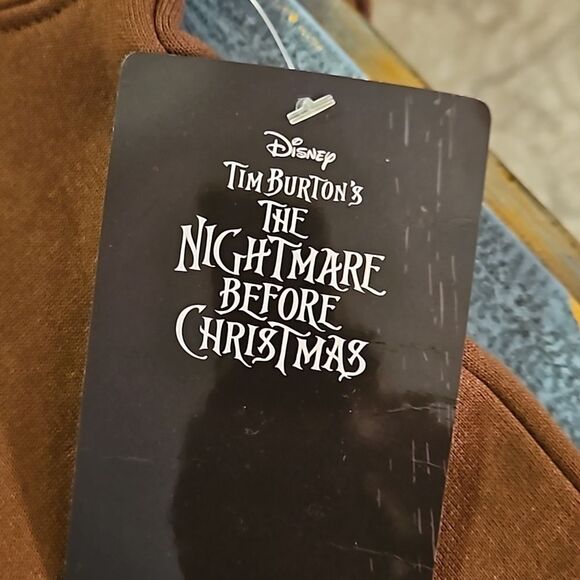 Disney
Tim Burton's
The
Nightmare
Before
Christmas